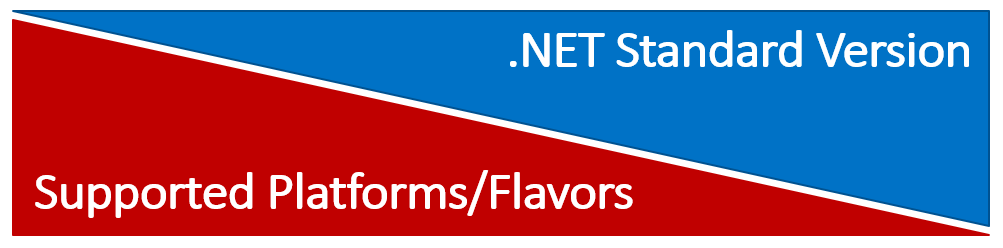 .NET Standard Version
Supported Platforms/Flavors